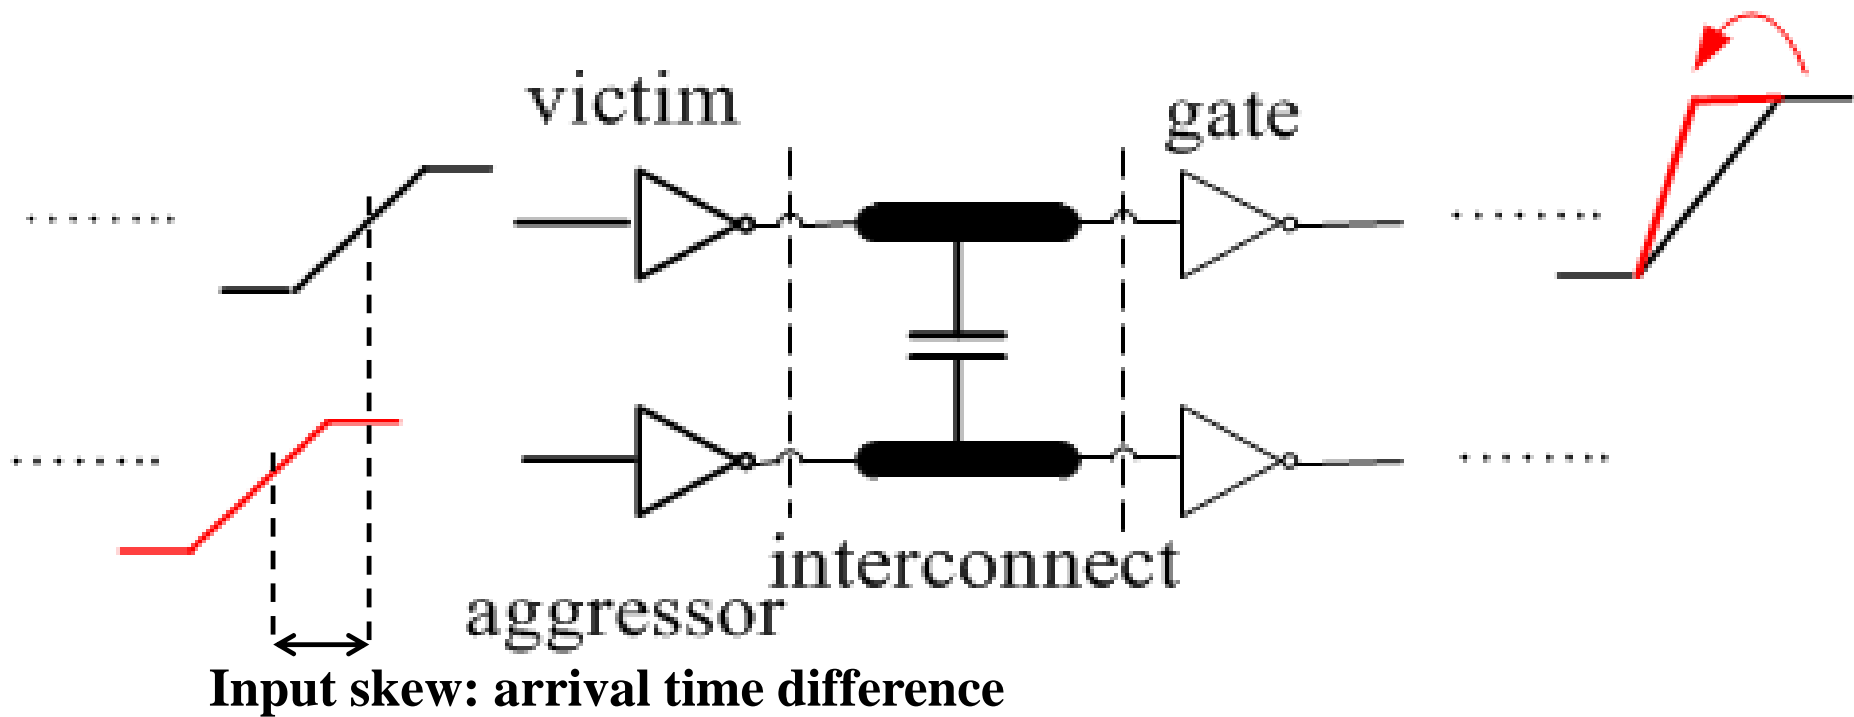 victim
gate
interconnect
aggressor
Input skew: arrival time difference